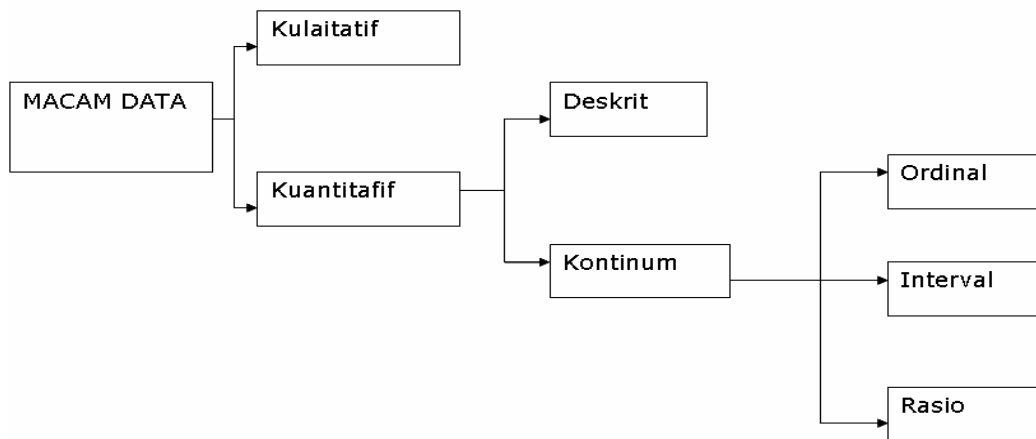 Kulaitatif
MACAM DATA
Deskrit
Kuantitafif
Ordinal
Kontinum
Interval
Rasio